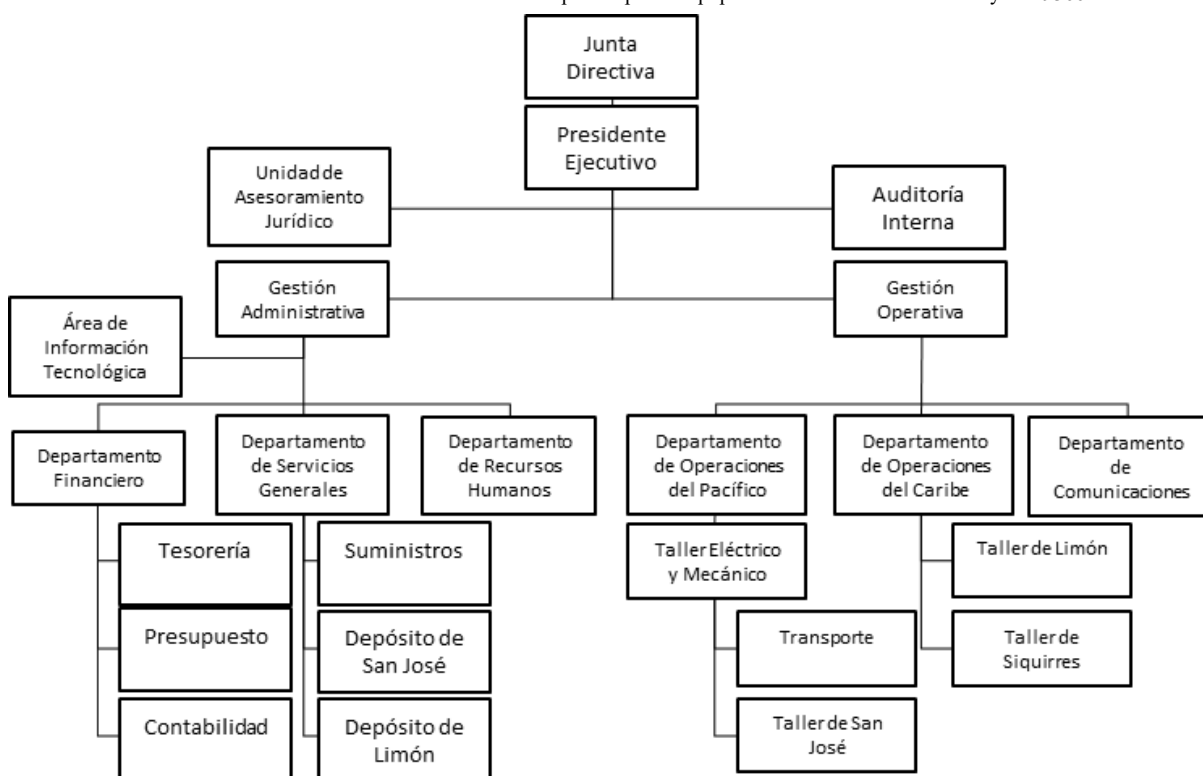 Junta
Directiva
Presidente
Ejecutivo
Unidad de
Asesoramiento
Jurídico
Auditoría
Interna
Gestión
Administrativa
Gestión
Operativa
Área de
Información
Tecnológica
Departamento
Financiero
Departamento
de Servicios
Generales
Departamento
de Recursos
Humanos
Departamento
de Operaciones
del Pacífico
Departamento
de Operaciones
del Caribe
Departamento
de
Comunicaciones
Tesorería
Presupuesto
Contabilidad
Suministros
Depósito de
San José
Depósito de
Limón
Taller Eléctrico
y Mecánico
Transporte
Taller de San
José
Taller de Limón
Taller de
Siquirres